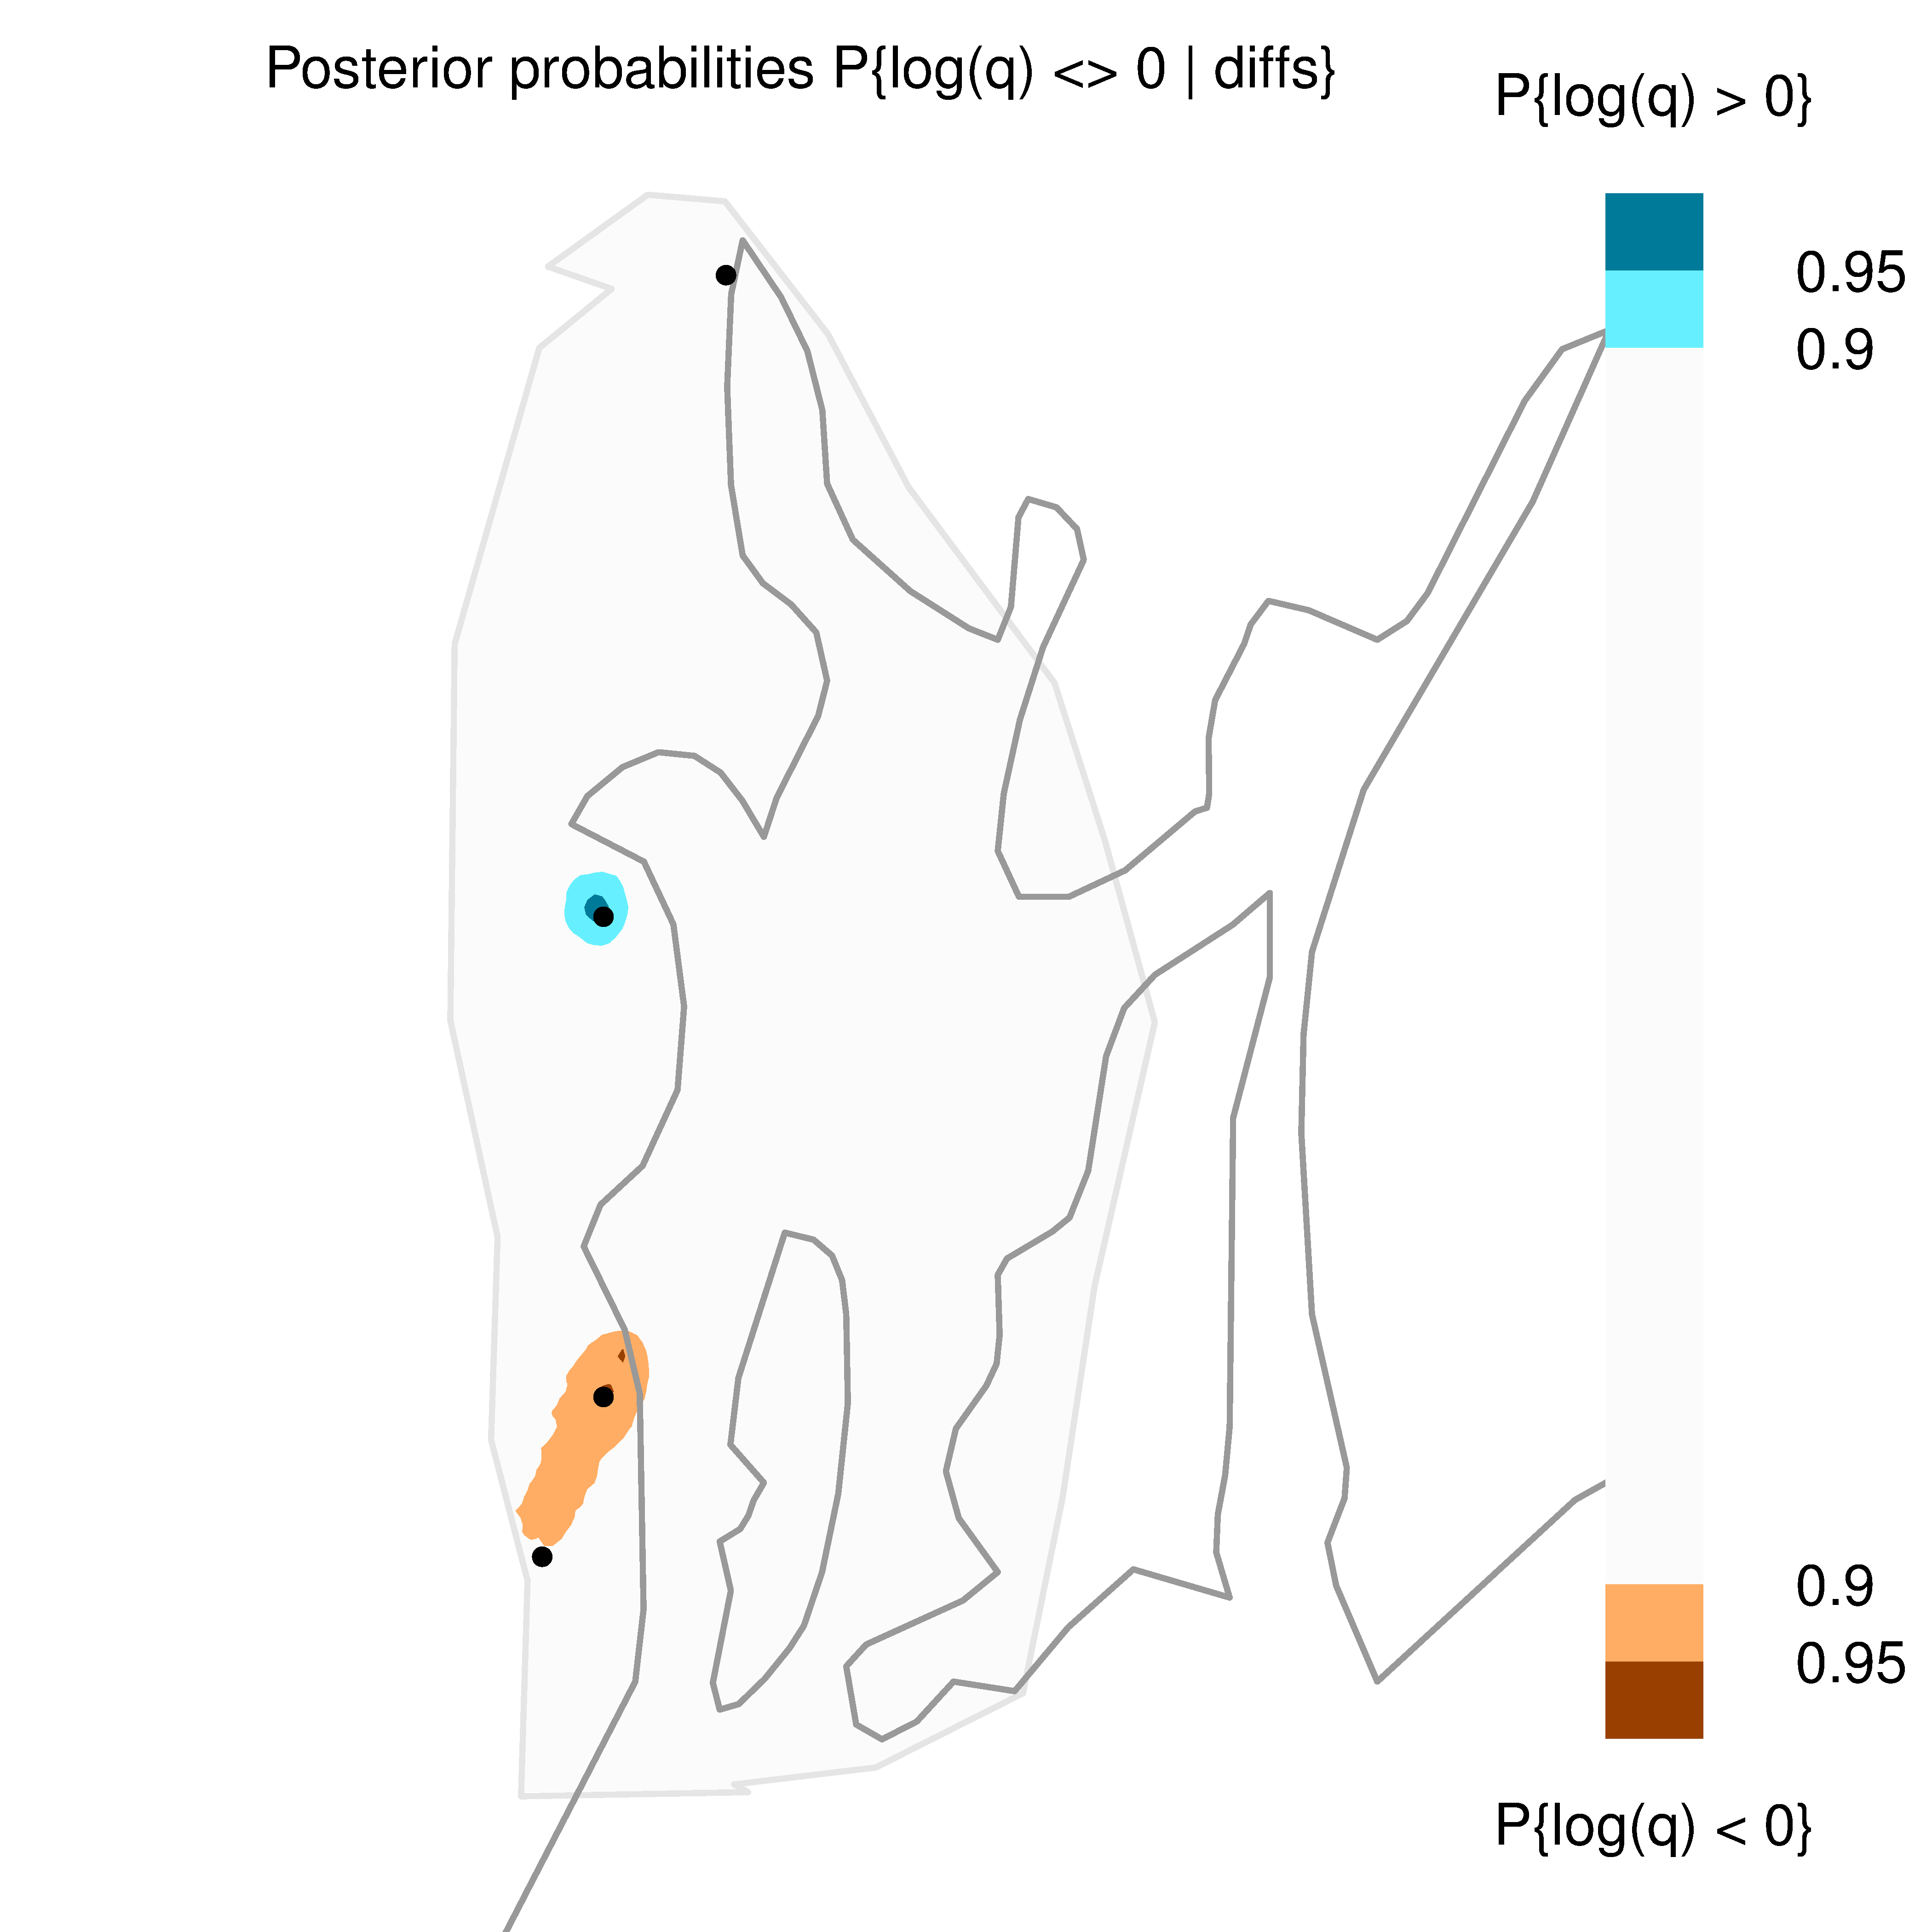 Posterior probabilities P{log(q) <> 0 | diffs}
P{log(q) > 0}
0.95
0.9
0.9
0.95
P{log(q) < 0}